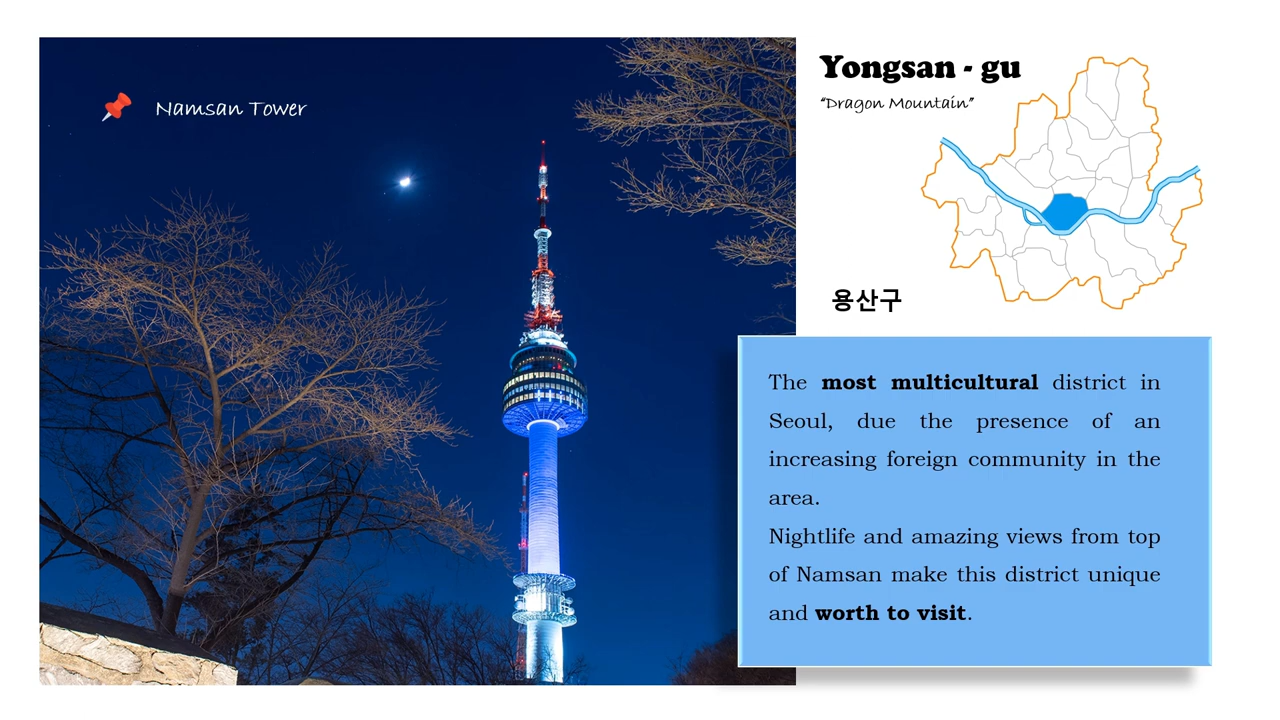 Namsan Tower
Yongsan - gu
“Dragon Mountain”
용산구
The most multicultural district in
Seoul, due the presence of an
increasing foreign community in the
area.
Nightlife and amazing views from top
of Namsan make this district unique
and worth to visit.